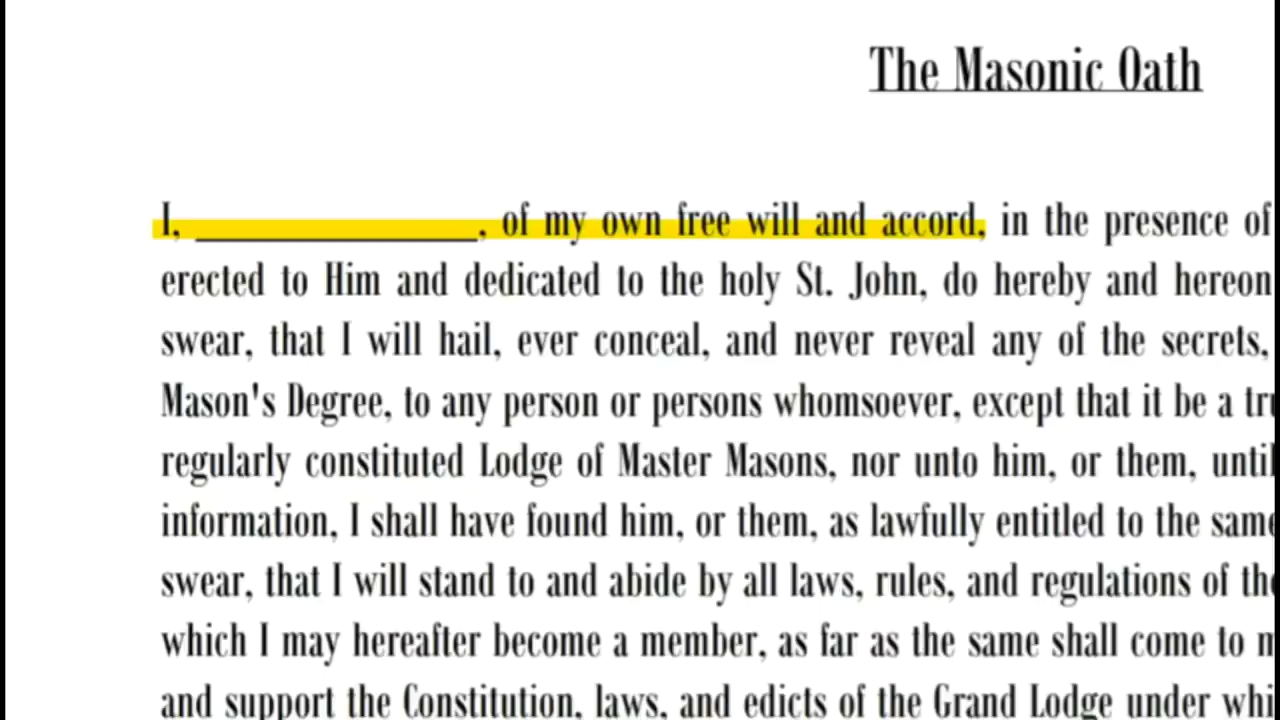 The Masonic Oath
I, ______________, of my own free will and accord, in the presence of
erected to Him and dedicated to the holy St. John, do hereby and hereon
swear, that I will hail, ever conceal, and never reveal any of the secrets,
Mason's Degree, to any person or persons whomsoever, except that it be a
regularly constituted Lodge of Master Masons, nor unto him, or them, until
information, I shall have found him, or them, as lawfully entitled to the same
swear, that I will stand to and abide by all laws, rules, and regulations of the
which I may hereafter become a member, as far as the same shall come to
and support the Constitution, laws, and edicts of the Grand Lodge under